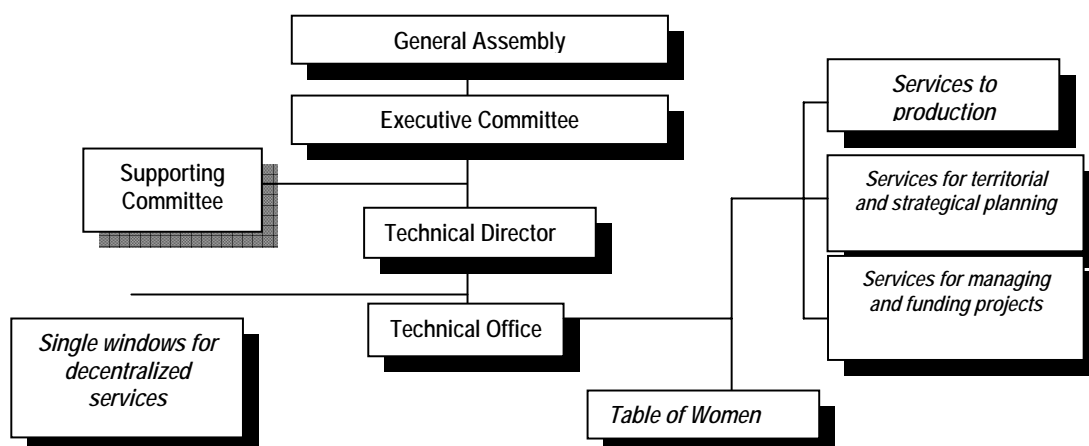 General Assembly
Executive Committee
Services to
production
Supporting
Committee
Services for territorial
and strategical planning
Technical Director
Services for managing
and funding projects
Technical Office
Single windows for
decentralized
services
Table of Women